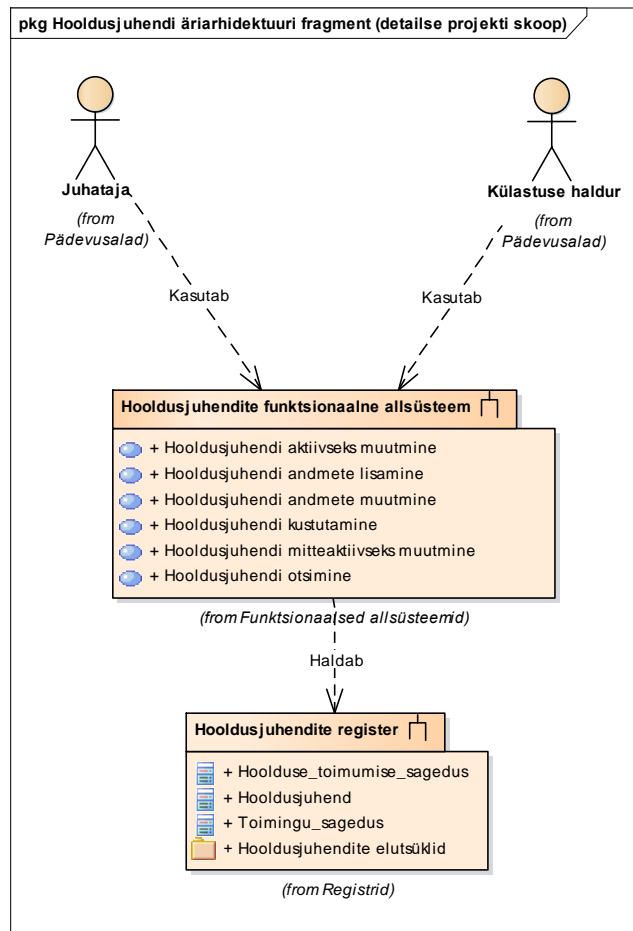 pkg Hooldusjuhendi äriarhidektuuri fragment (detailse projekti skoop)
Juhataja
(from
Pädevusalad)
Külastuse haldur
(from
Pädevusalad)
Kasutab
Kasutab
Hooldusjuhendite funktsionaalne allsüsteem
+ Hooldusjuhendi aktiivseks muutmine
+ Hooldusjuhendi andmete lisamine
+ Hooldusjuhendi andmete muutmine
+ Hooldusjuhendi kustutamine
+ Hooldusjuhendi mitteaktiivseks muutmine
+ Hooldusjuhendi otsimine
(from Funktsionaalsed allsüsteemid)
Haldab
Hooldusjuhendite register
+ Hoolduse_toimumise_sagedus
+ Hooldusjuhend
+ Toimingu_sagedus
+ Hooldusjuhendite elutsüklid
(from Registrid)